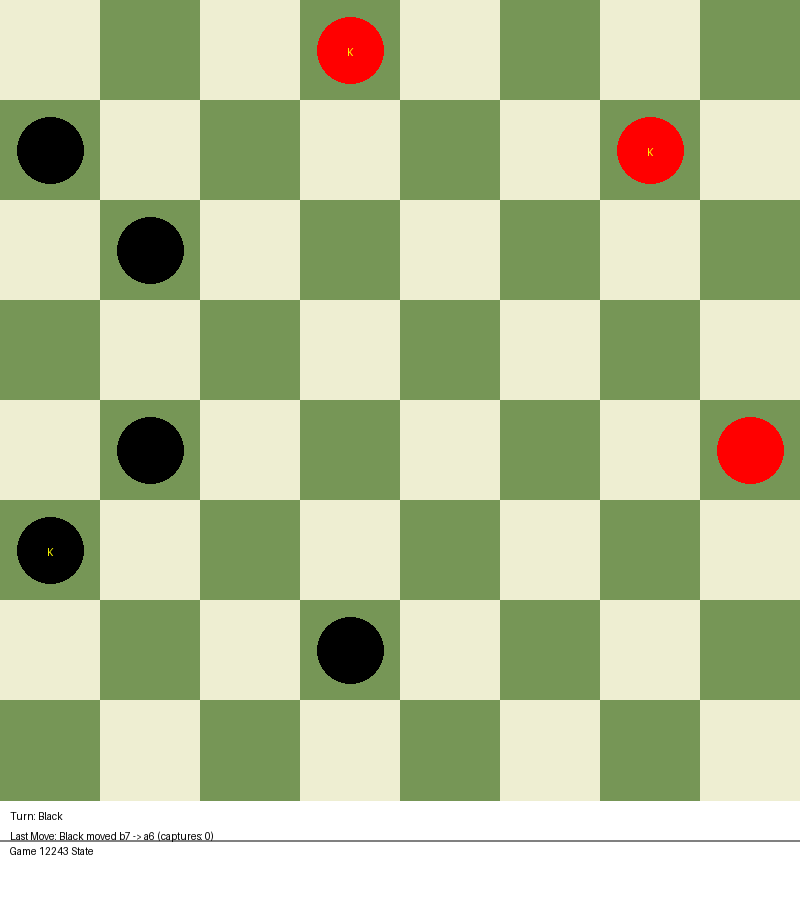 K
K
K
Turn: Black
Last Move: Black moved b7 -> a6 (captures: 0)
Game 12243 State